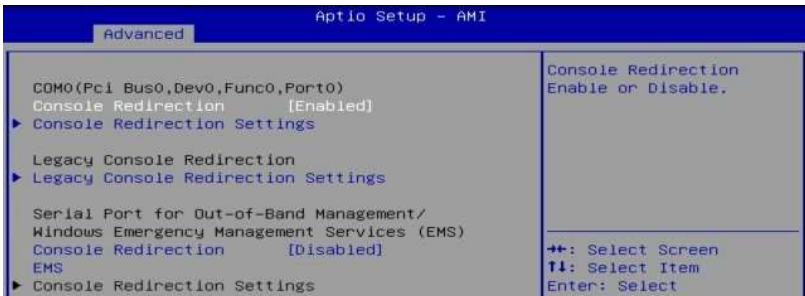 Aptio Setup - AMI
Advanced
COM0(Pci Bus0,Dev0,Func0,Port0)
Console Redirection [Enabled]
Console Redirection Settings
Legacy Console Redirection
Legacy Console Redirection Settings
Serial Port for Out-of-Band Management/
Windows Emergency Management Services (EMS)
Console Redirection [Disabled]
EMS
Console Redirection Settings
Console Redirection
Enable or Disable.
→←: Select Screen
↑↓: Select Item
Enter: Select